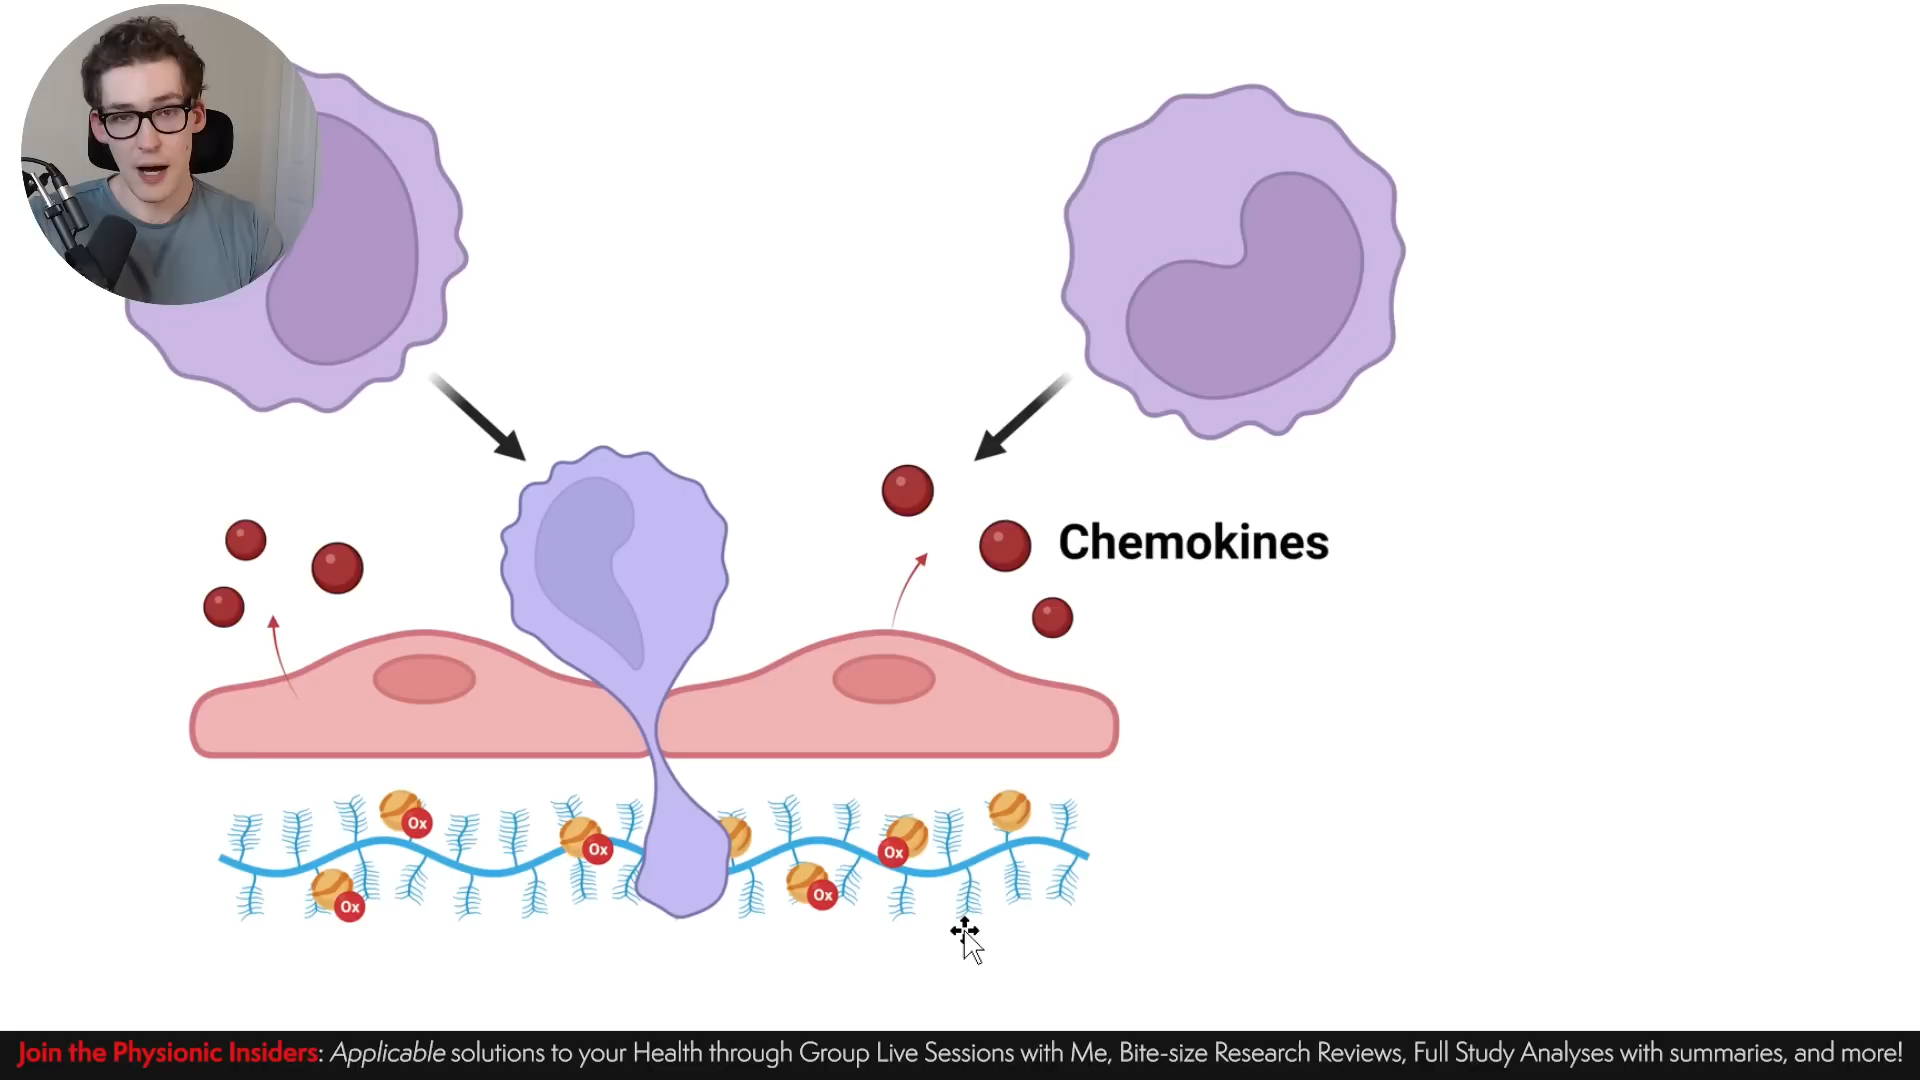 Chemokines
Ox
Ox
Ox
Ox
Ox
Join the Physionic Insiders: Applicable solutions to your Health through Group Live Sessions with Me, Bite-size Research Reviews, Full Study Analyses with summaries, and more!